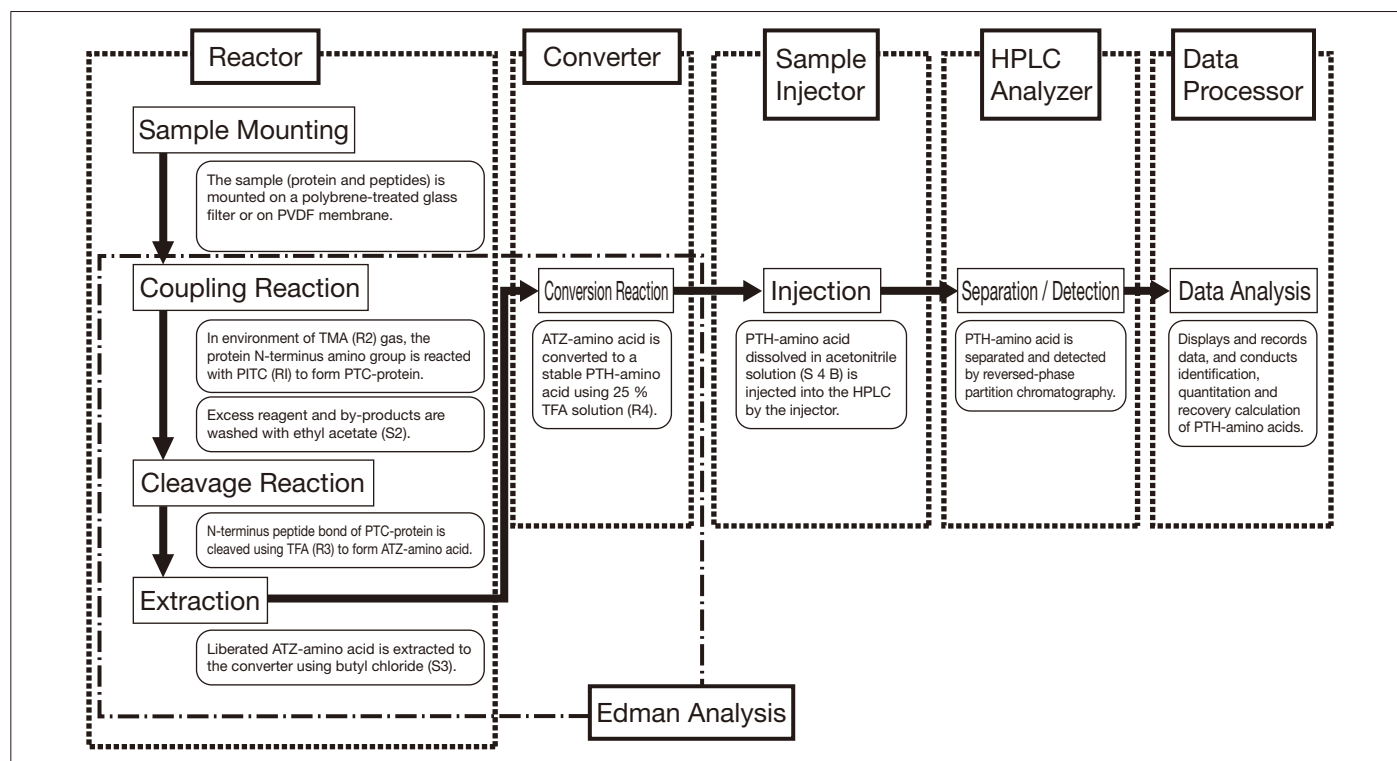 Reactor
Sample Mounting
The sample (protein and peptides) is
mounted on a polybrene-treated glass
filter or on PVDF membrane.
Coupling Reaction
In environment of TMA (R2) gas, the
protein N-terminus amino group is reacted
with PITC (RI) to form PTC-protein.
Excess reagent and by-products are
washed with ethyl acetate (S2).
Cleavage Reaction
N-terminus peptide bond of PTC-protein is
cleaved using TFA (R3) to form ATZ-amino acid.
Extraction
Liberated ATZ-amino acid is extracted to
the converter using butyl chloride (S3).
Converter
Conversion Reaction
ATZ-amino acid is
converted to a
stable PTH-amino
acid using 25 %
TFA solution (R4).
Sample
Injector
Injection
PTH-amino acid
dissolved in acetonitrile
solution (S 4 B) is
injected into the HPLC
by the injector.
HPLC
Analyzer
Separation / Detection
PTH-amino acid is
separated and detected
by reversed-phase
partition chromatography.
Data
Processor
Data Analysis
Displays and records
data, and conducts
identification,
quantitation and
recovery calculation
of PTH-amino acids.
Edman Analysis